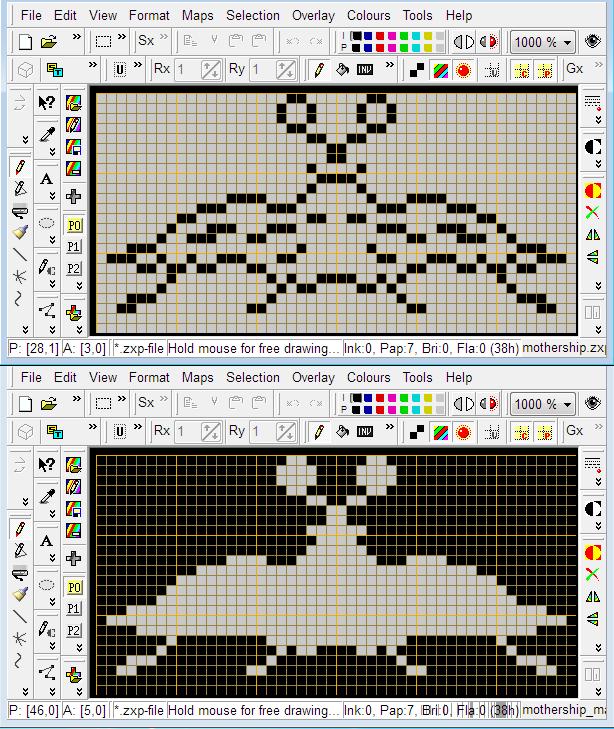 File Edit View Format Maps Selection Overlay Colours Tools Help
» » Sx » » I P 1000 %
» » U » Rx 1 Ry 1 INV U C P Gx »
A
P0
P1
P2
P: [28,1] A: [3,0] *.zxp-file Hold mouse for free drawing... Ink:0, Pap:7, Bri:0, Fla:0 (38h) mothership.zxp
File Edit View Format Maps Selection Overlay Colours Tools Help
» » Sx » » I P 1000 %
» » U » Rx 1 Ry 1 INV U C P Gx »
A
P0
P1
P2
P: [46,0] A: [5,0] *.zxp-file Hold mouse for free drawing... Ink:0, Pap:7, Bri:0, Fla:0 (38h) mothership_ma